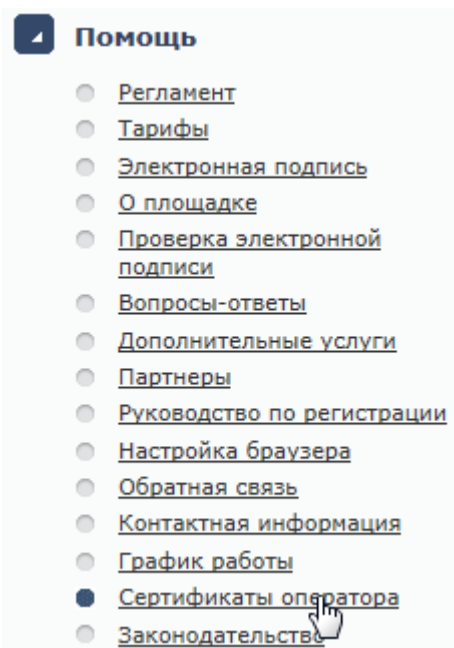 Помощь
Регламент
Тарифы
Электронная подпись
О площадке
Проверка электронной
подписи
Вопросы-ответы
Дополнительные услуги
Партнеры
Руководство по регистрации
Настройка браузера
Обратная связь
Контактная информация
График работы
Сертификаты оператора
Законодательство